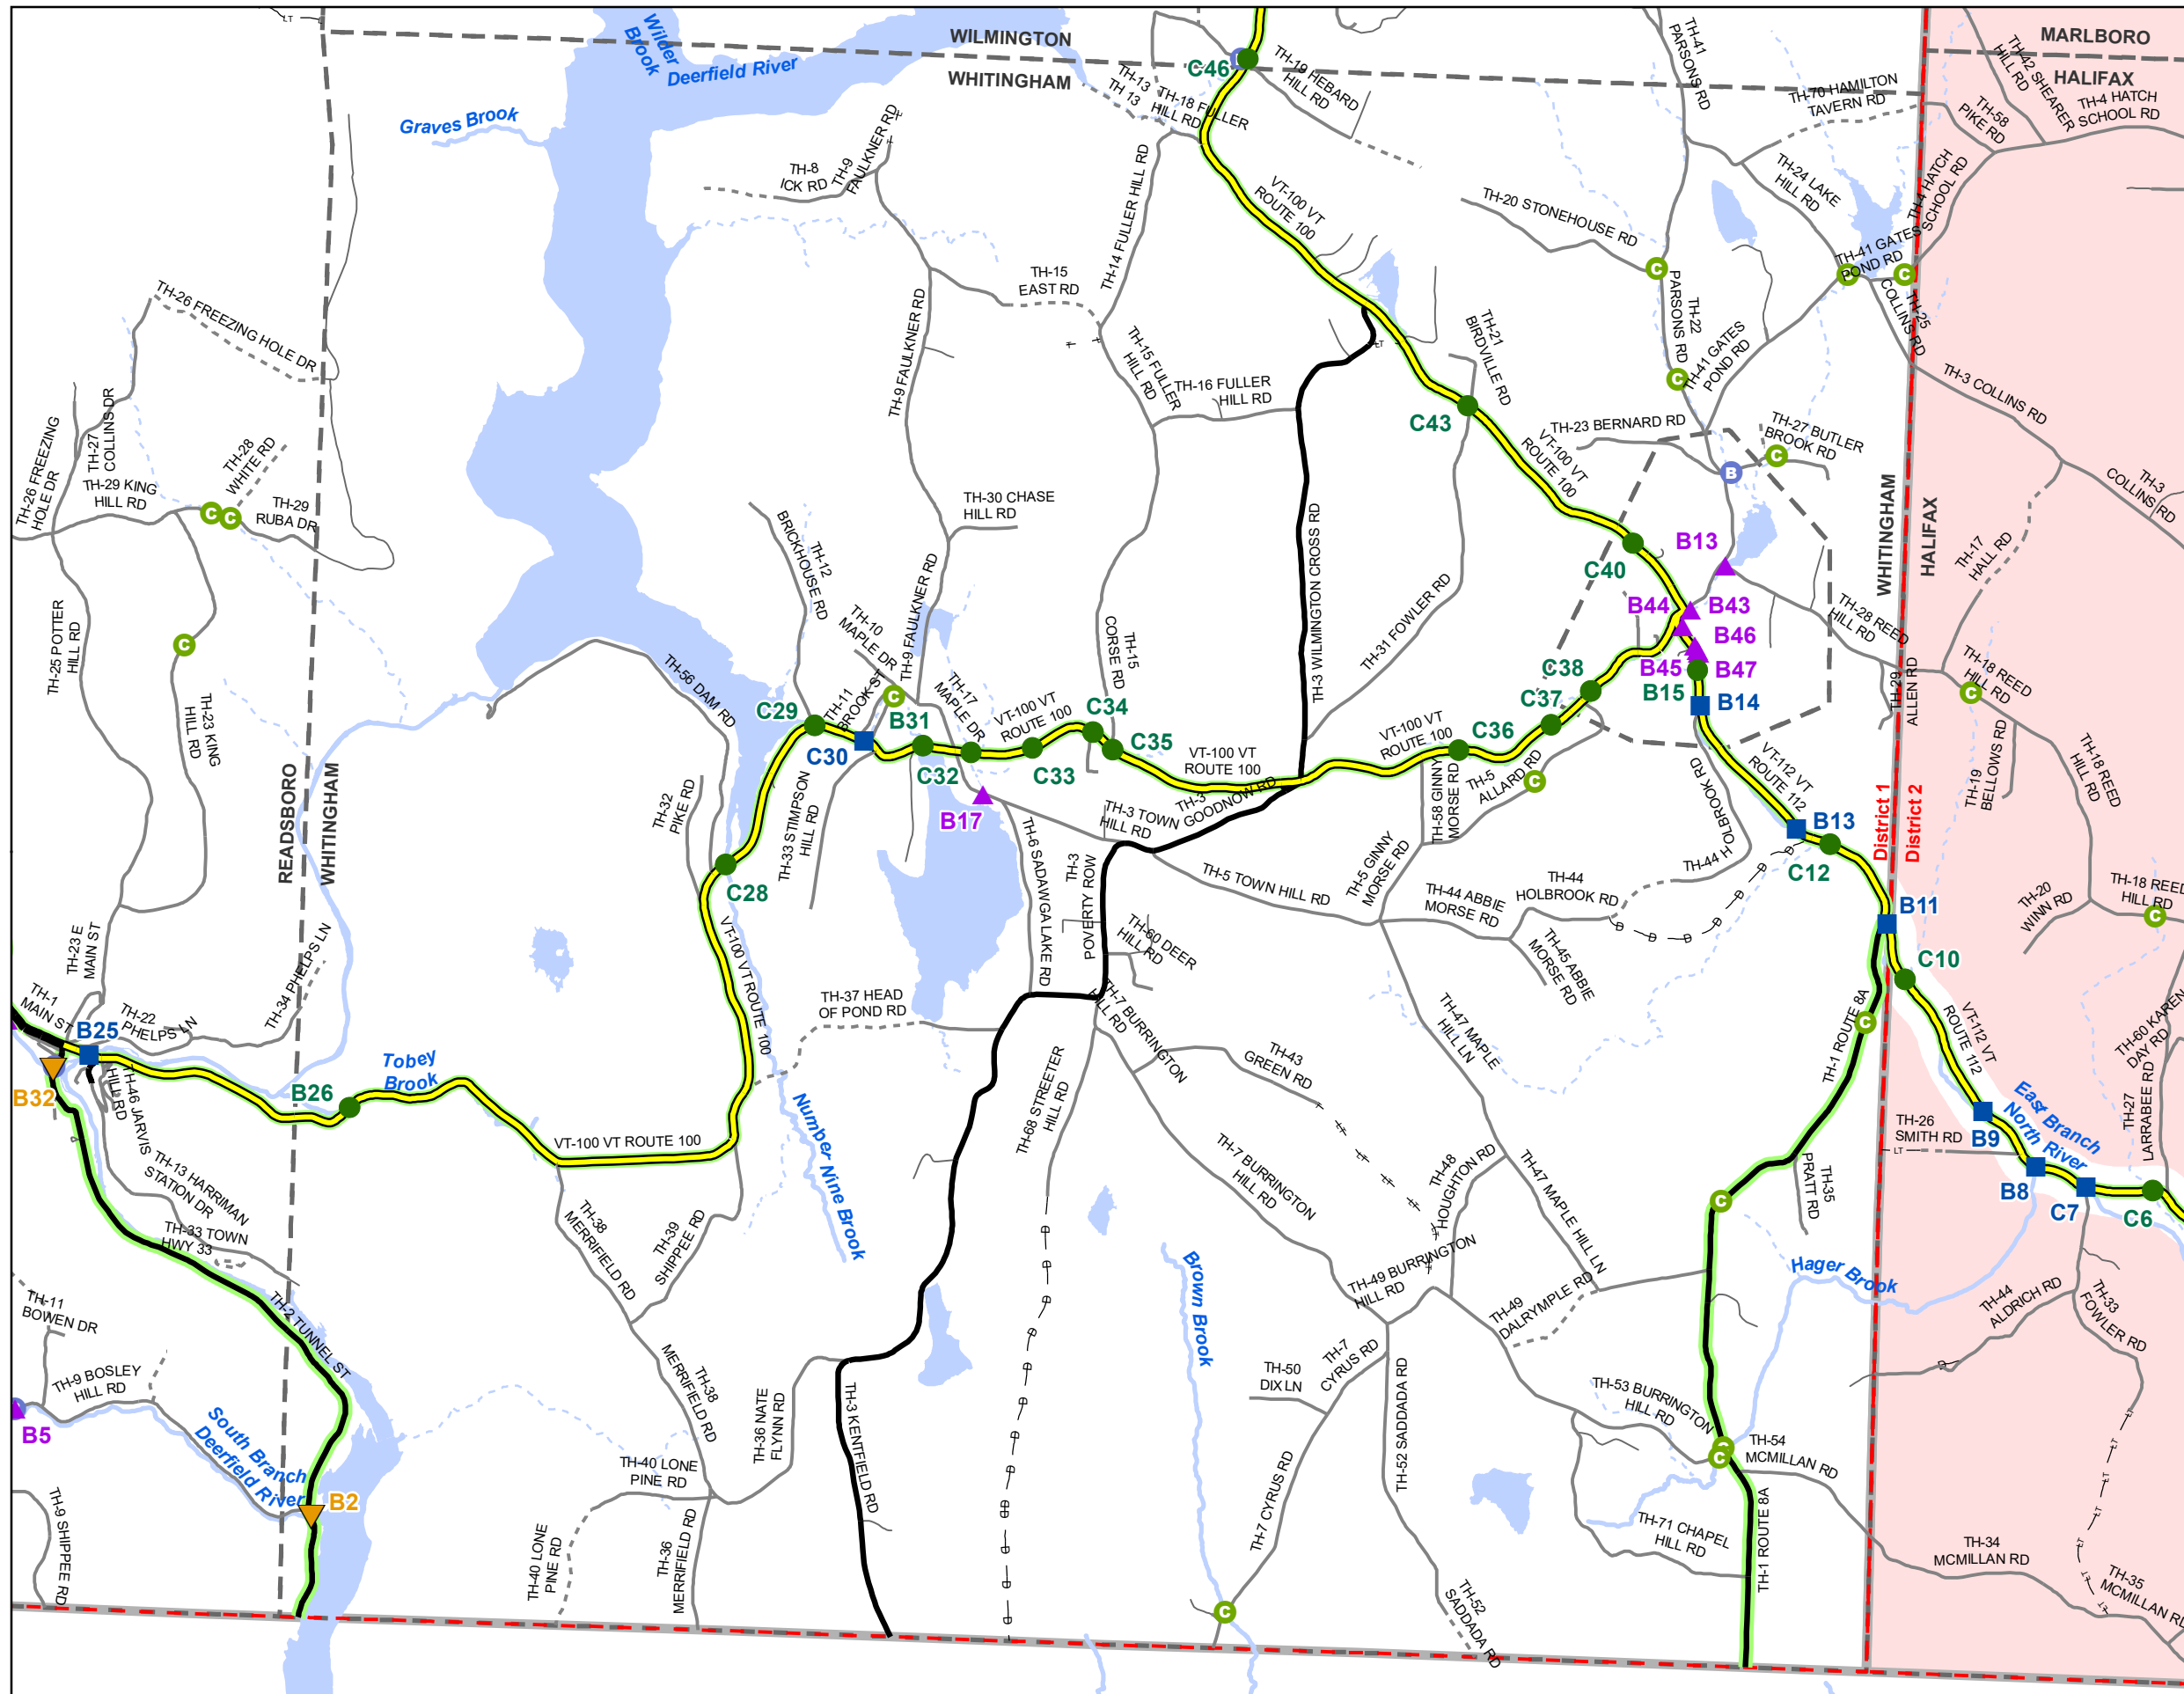 LT
WILMINGTON
WHITINGHAM
MARLBORO
HALIFAX
Wilder
Brook
Deerfield River
Graves Brook
C46
TH-19 HEBARD
HILL RD
TH-13
TH 13
TH-18 FULLER
HILL RD
TH-41
PARSONS RD
TH-70 HAMILTON
TAVERN RD
TH-42 SHEARER
HILL RD
TH-58
PIKE RD
TH-4 HATCH
SCHOOL RD
TH-8
ICK RD
TH-9
FAULKNER RD
TH-14 FULLER HILL RD
VT-100 VT
ROUTE 100
TH-20 STONEHOUSE RD
TH-24 LAKE
HILL RD
TH-4 HATCH
SCHOOL RD
TH-41 GATES
POND RD
C
C
C
TH-25
COLLINS RD
TH-15
EAST RD
TH-26 FREEZING HOLE DR
TH-9 FAULKNER RD
TH-15 FULLER
HILL RD
TH-16 FULLER
HILL RD
LT
TH-21
BIRDVILLE RD
TH-22
PARSONS RD
C
TH-41 GATES
POND RD
TH-3 COLLINS RD
C43
TH-23 BERNARD RD
TH-27 BUTLER
BROOK RD
C
B
VT-100 VT
ROUTE 100
TH-3
COLLINS RD
TH-26 FREEZING
HOLE DR
TH-27
COLLINS DR
TH-28
WHITE RD
TH-29 KING
HILL RD
C
C
TH-29
RUBA DR
TH-30 CHASE
HILL RD
TH-12
BRICKHOUSE RD
TH-3 WILMINGTON CROSS RD
C40
B13
WHITINGHAM
HALIFAX
TH-17
HALL RD
TH-25 POTTER
HILL RD
C
TH-23 KING
HILL RD
TH-10
MAPLE DR
TH-9 FAULKNER RD
TH-15
CORSE RD
TH-31 FOWLER RD
B44
B43
B46
B45
B47
TH-28 REED
HILL RD
TH-29
ALLEN RD
TH-18 REED
HILL RD
C
TH-56 DAM RD
C29
TH-11
BROOK ST
C
B31
TH-17
MAPLE DR
VT-100 VT
ROUTE 100
C34
C35
C38
C37
B15
B14
C30
C32
C33
VT-100 VT
ROUTE 100
VT-100 VT
ROUTE 100
C36
TH-5
ALLARD RD
C
VT-112 VT
ROUTE 112
TH-19
BELLOWS RD
TH-18 REED
HILL RD
READSBORO
WHITINGHAM
TH-32
PIKE RD
TH-33 STIMPSON
HILL RD
B17
TH-3 TOWN
HILL RD
TH-3
GOODNOW RD
TH-58 GINNY
MORSE RD
TH-44 HOLBROOK RD
B13
C12
District 1
District 2
C28
TH-6 SADAWGA LAKE RD
TH-3
POVERTY ROW
TH-5 TOWN HILL RD
TH-5 GINNY
MORSE RD
TH-44 ABBIE
MORSE RD
TH-44
HOLBROOK RD
TH-45 ABBIE
MORSE RD
B11
C10
TH-20
WINN RD
TH-18 REED
HILL RD
C
TH-23 E
MAIN ST
TH-34 PHELPS LN
VT-100 VT ROUTE 100
TH-60 DEER
HILL RD
TH-37 HEAD
OF POND RD
TH-7 BURRINGTON
HILL RD
TH-47 MAPLE
HILL LN
TH-1 ROUTE 8A
C
VT-112 VT
ROUTE 112
TH-60 KAREN
DAY RD
TH-1
MAIN ST
B25
TH-22
PHELPS LN
B32
B26
Tobey
Brook
TH-46 JARVIS
HILL RD
TH-43
GREEN RD
TH-68 STREETER
HILL RD
Number Nine Brook
VT-100 VT ROUTE 100
East Branch
North River
B9
B8
C7
C6
TH-27
LARRABEE RD
TH-26
SMITH RD
LT
TH-13 HARRIMAN
STATION DR
TH-33 TOWN
HWY 33
TH-38
MERRIFIELD RD
TH-39
SHIPPEE RD
TH-7 BURRINGTON
HILL RD
TH-48
HOUGHTON RD
TH-47 MAPLE HILL LN
TH-35
PRATT RD
C
Hager Brook
TH-11
BOWEN DR
TH-2 TUNNEL ST
Brown Brook
TH-49 BURRINGTON
HILL RD
TH-49
DALRYMPLE RD
TH-44
ALDRICH RD
TH-33
FOWLER RD
TH-9 BOSLEY
HILL RD
B5
South Branch
Deerfield River
B2
TH-38
MERRIFIELD RD
TH-36 NATE
FLYNN RD
TH-3 KENTFIELD RD
TH-50
DIX LN
TH-7
CYRUS RD
TH-52 SADDADA RD
TH-53 BURRINGTON
HILL RD
C
C
TH-54
MCMILLAN RD
TH-40 LONE
PINE RD
TH-40 LONE
PINE RD
TH-36
MERRIFIELD RD
TH-9 SHIPPEE RD
TH-7 CYRUS RD
C
TH-52
SADDADA RD
TH-71 CHAPEL
HILL RD
TH-1 ROUTE 8A
TH-34
MCMILLAN RD
LT
LT
LT
LT
LT
LT
TH-35
MCMILLAN RD